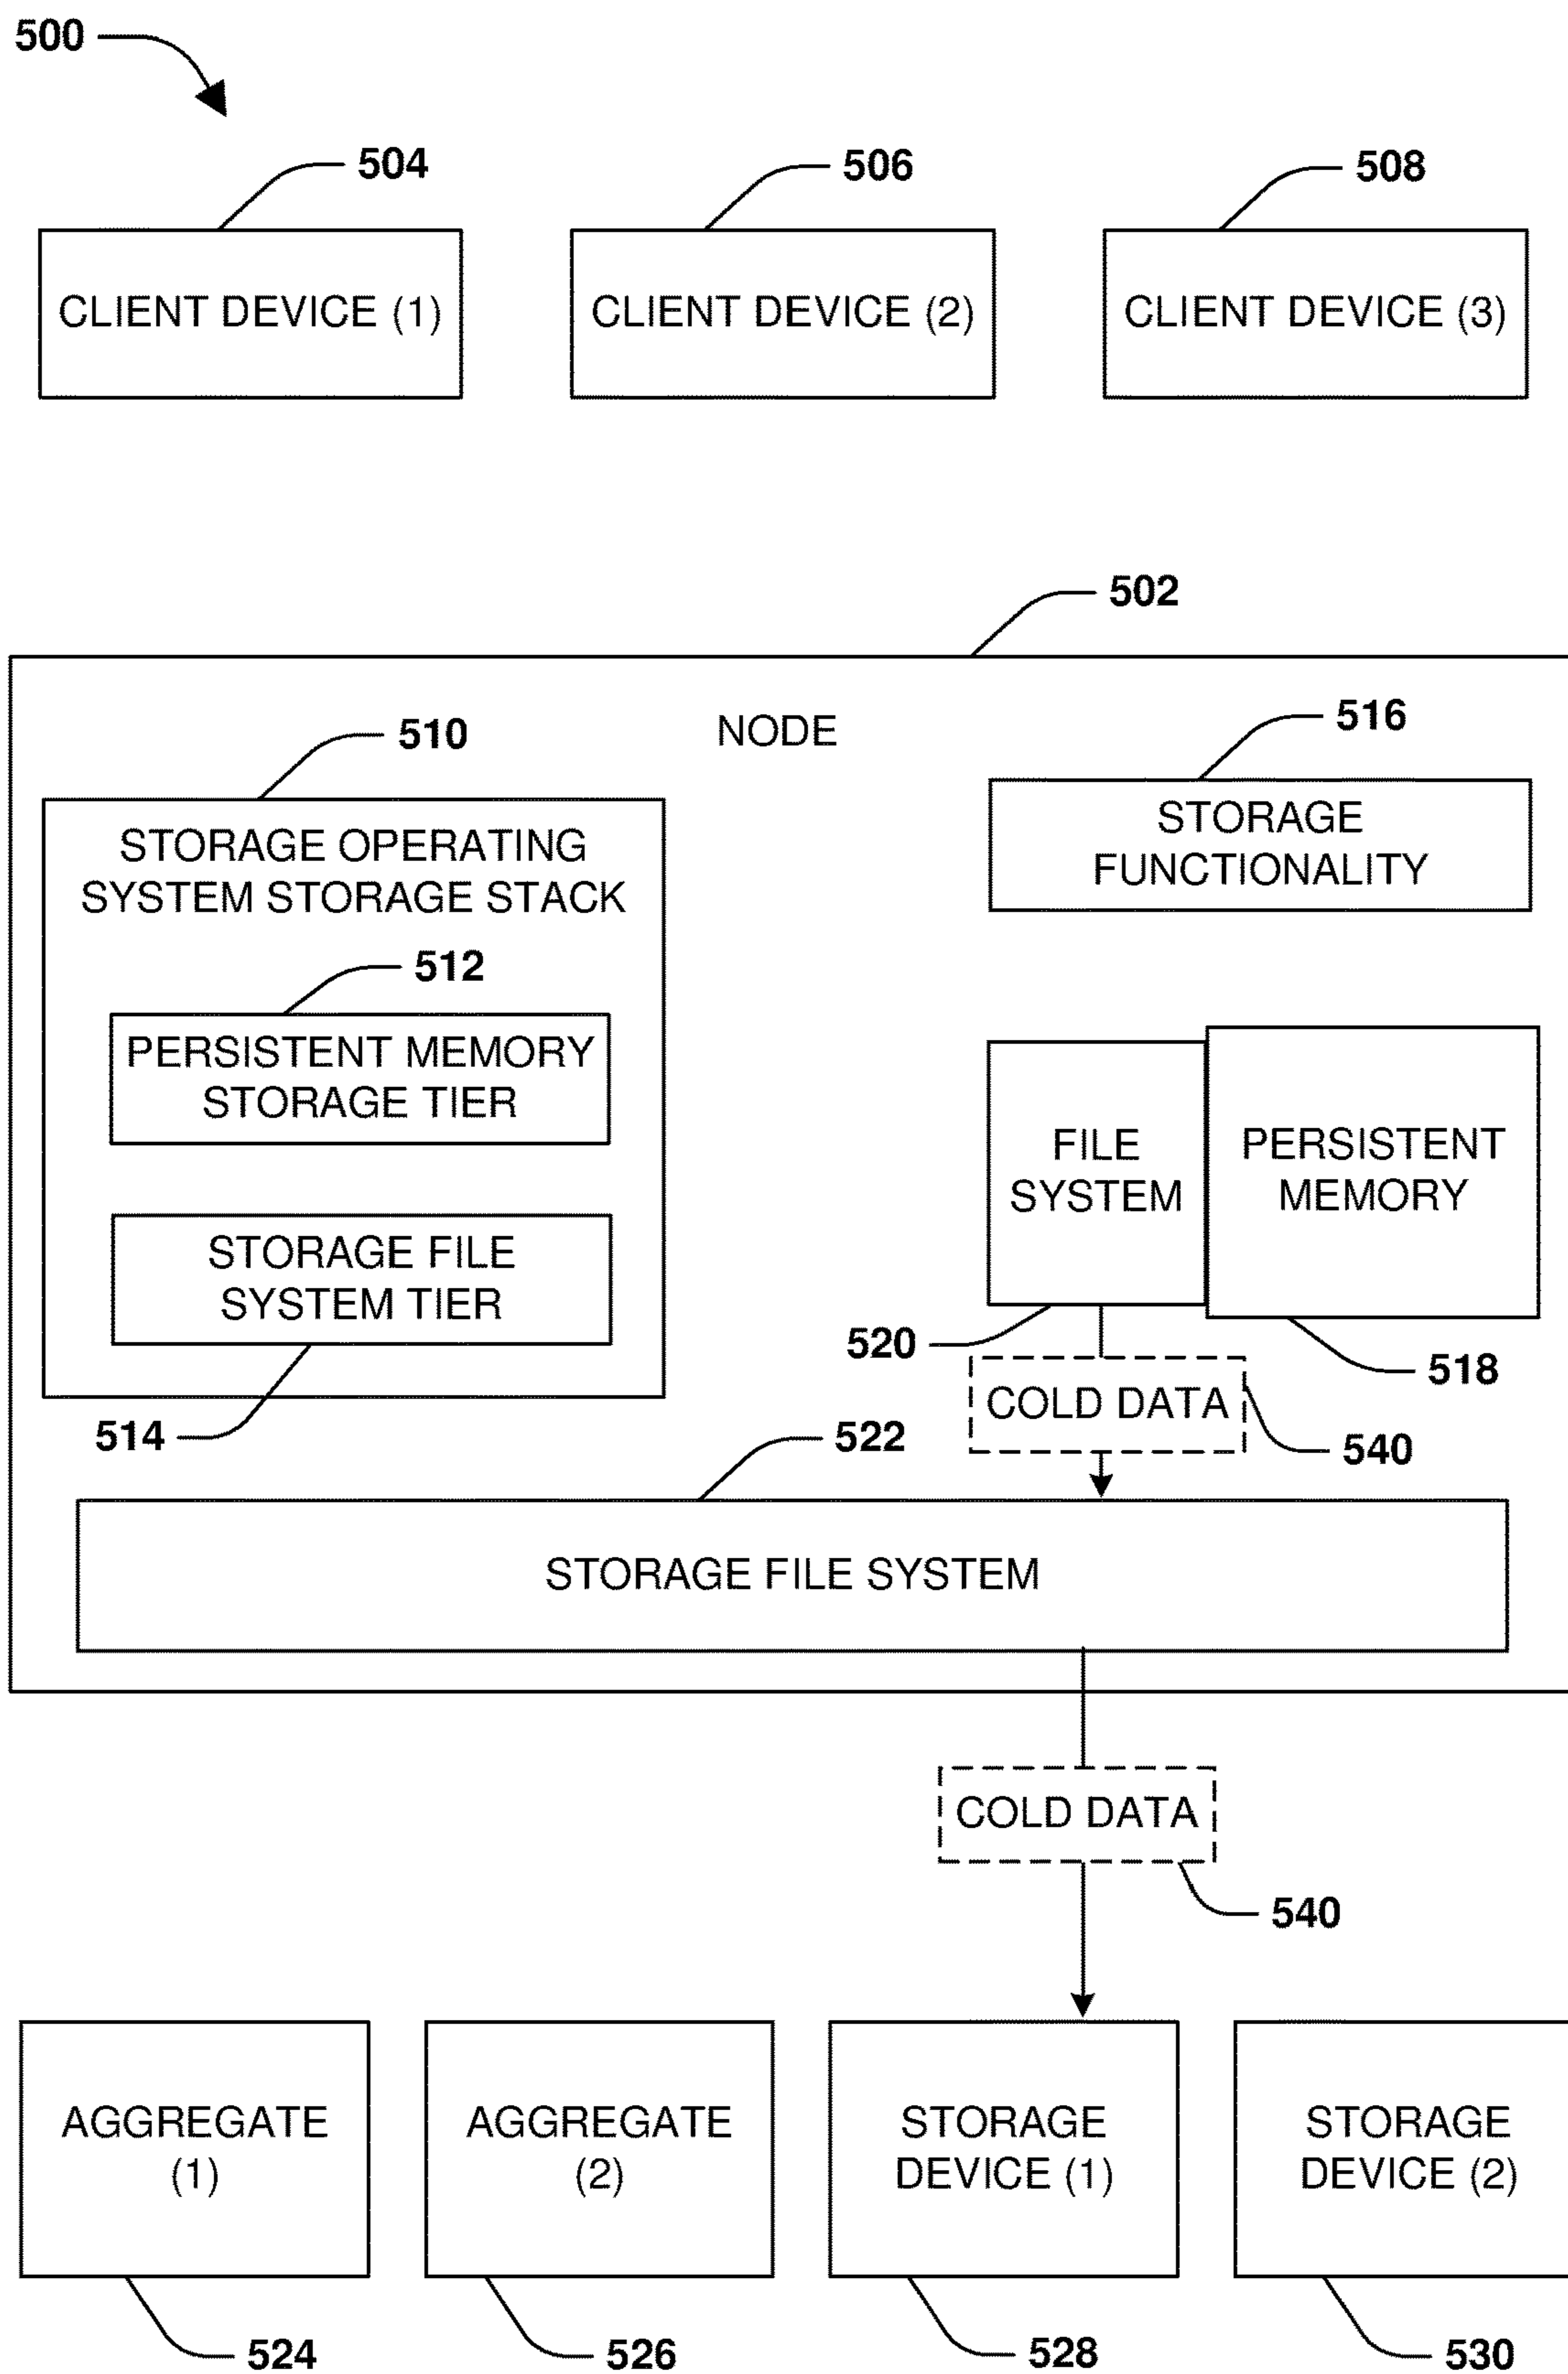 500
504
506
508
CLIENT DEVICE (1)
CLIENT DEVICE (2)
CLIENT DEVICE (3)
502
NODE
510
516
STORAGE OPERATING
SYSTEM STORAGE STACK
STORAGE
FUNCTIONALITY
512
PERSISTENT MEMORY
STORAGE TIER
FILE
SYSTEM
PERSISTENT
MEMORY
STORAGE FILE
SYSTEM TIER
520
518
COLD DATA
514
522
540
STORAGE FILE SYSTEM
COLD DATA
540
AGGREGATE
(1)
AGGREGATE
(2)
STORAGE
DEVICE (1)
STORAGE
DEVICE (2)
524
526
528
530